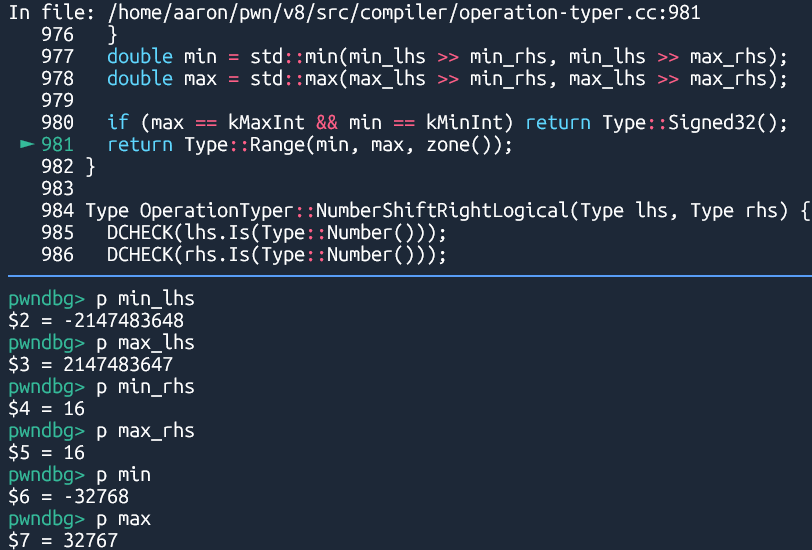 In file: /home/aaron/pwn/v8/src/compiler/operation-typer.cc:981
976 }
977 double min = std::min(min_lhs >> min_rhs, min_lhs >> max_rhs);
978 double max = std::max(max_lhs >> min_rhs, max_lhs >> max_rhs);
979
980 if (max == kMaxInt && min == kMinInt) return Type::Signed32();
► 981 return Type::Range(min, max, zone());
982 }
983
984 Type OperationTyper::NumberShiftRightLogical(Type lhs, Type rhs) {
985 DCHECK(lhs.Is(Type::Number()));
986 DCHECK(rhs.Is(Type::Number()));
pwndbg> p min_lhs
$2 = -2147483648
pwndbg> p max_lhs
$3 = 2147483647
pwndbg> p min_rhs
$4 = 16
pwndbg> p max_rhs
$5 = 16
pwndbg> p min
$6 = -32768
pwndbg> p max
$7 = 32767